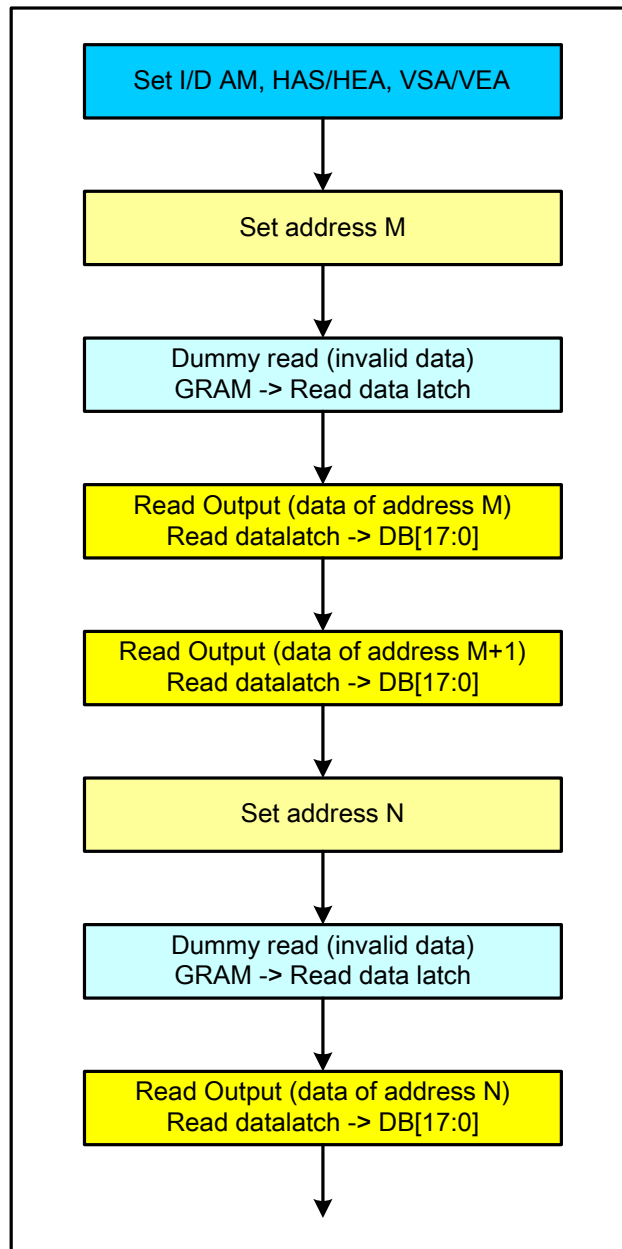 Set I/D AM, HAS/HEA, VSA/VEA
Set address M
Dummy read (invalid data)
GRAM -> Read data latch
Read Output (data of address M)
Read datalatch -> DB[17:0]
Read Output (data of address M+1)
Read datalatch -> DB[17:0]
Set address N
Dummy read (invalid data)
GRAM -> Read data latch
Read Output (data of address N)
Read datalatch -> DB[17:0]